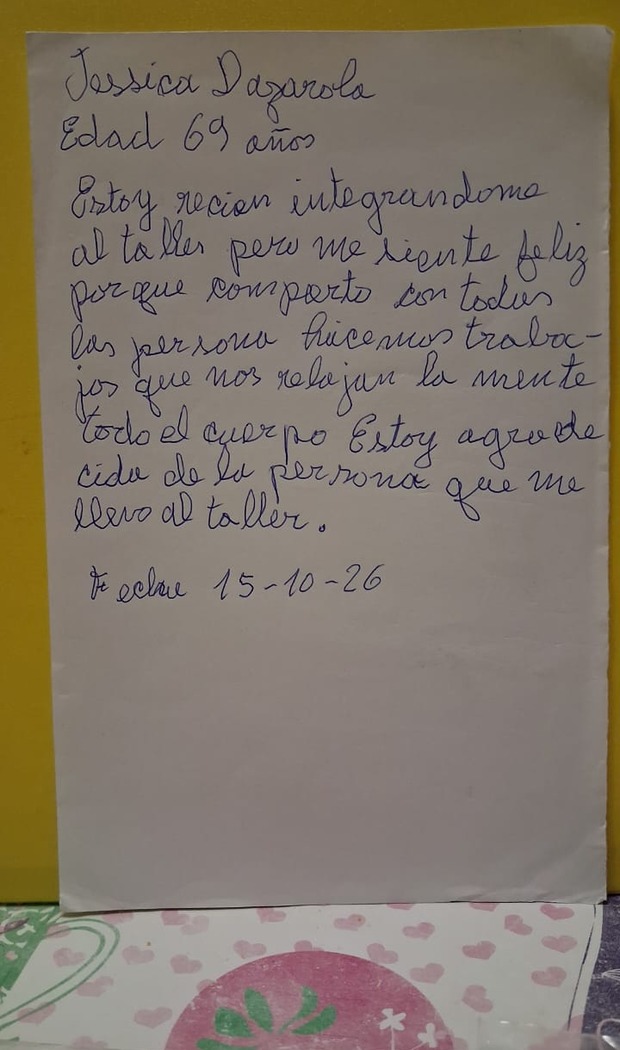 Jessica Dazarola
Edad 69 años
Estoy recien integrandome
al taller pero me siente feliz
porque comparto con todas
las persona hacemos traba-
jos que nos relajan la mente
todo el cuerpo Estoy agrade
cida de la persona que me
llevo al taller.
Fecha 15-10-26